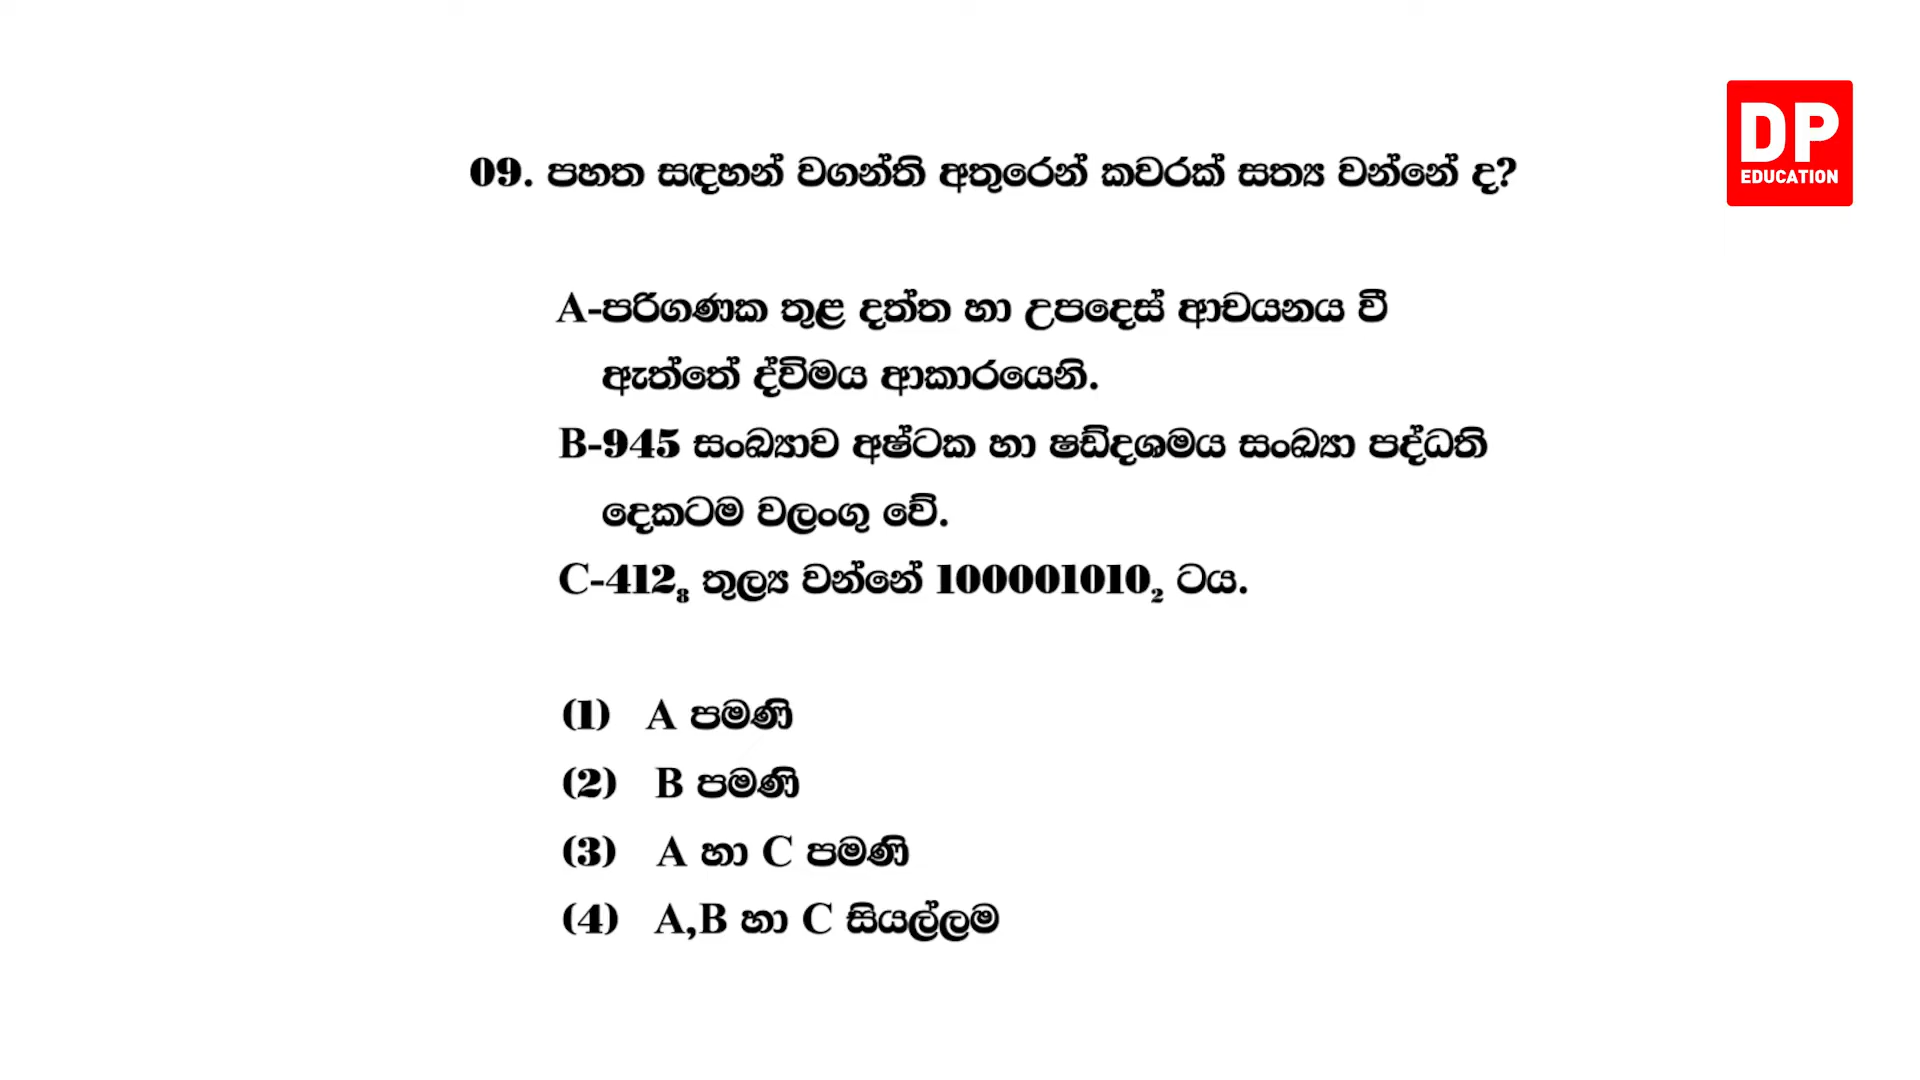 DP
EDUCATION
09. පහත සඳහන් වගන්ති අතුරෙන් කවරක් සත්‍ය වන්නේ ද?
A-පරිගණක තුළ දත්ත හා උපදෙස් ආචයනය වී
ඇත්තේ ද්විමය ආකාරයෙනි.
B-945 සංඛ්‍යාව අෂ්ටක හා ෂඩ්දශමය සංඛ්‍යා පද්ධති
දෙකටම වලංගු වේ.
C-412₈ තුල්‍ය වන්නේ 100001010₂ ටය.
(1) A පමණි
(2) B පමණි
(3) A හා C පමණි
(4) A,B හා C සියල්ලම